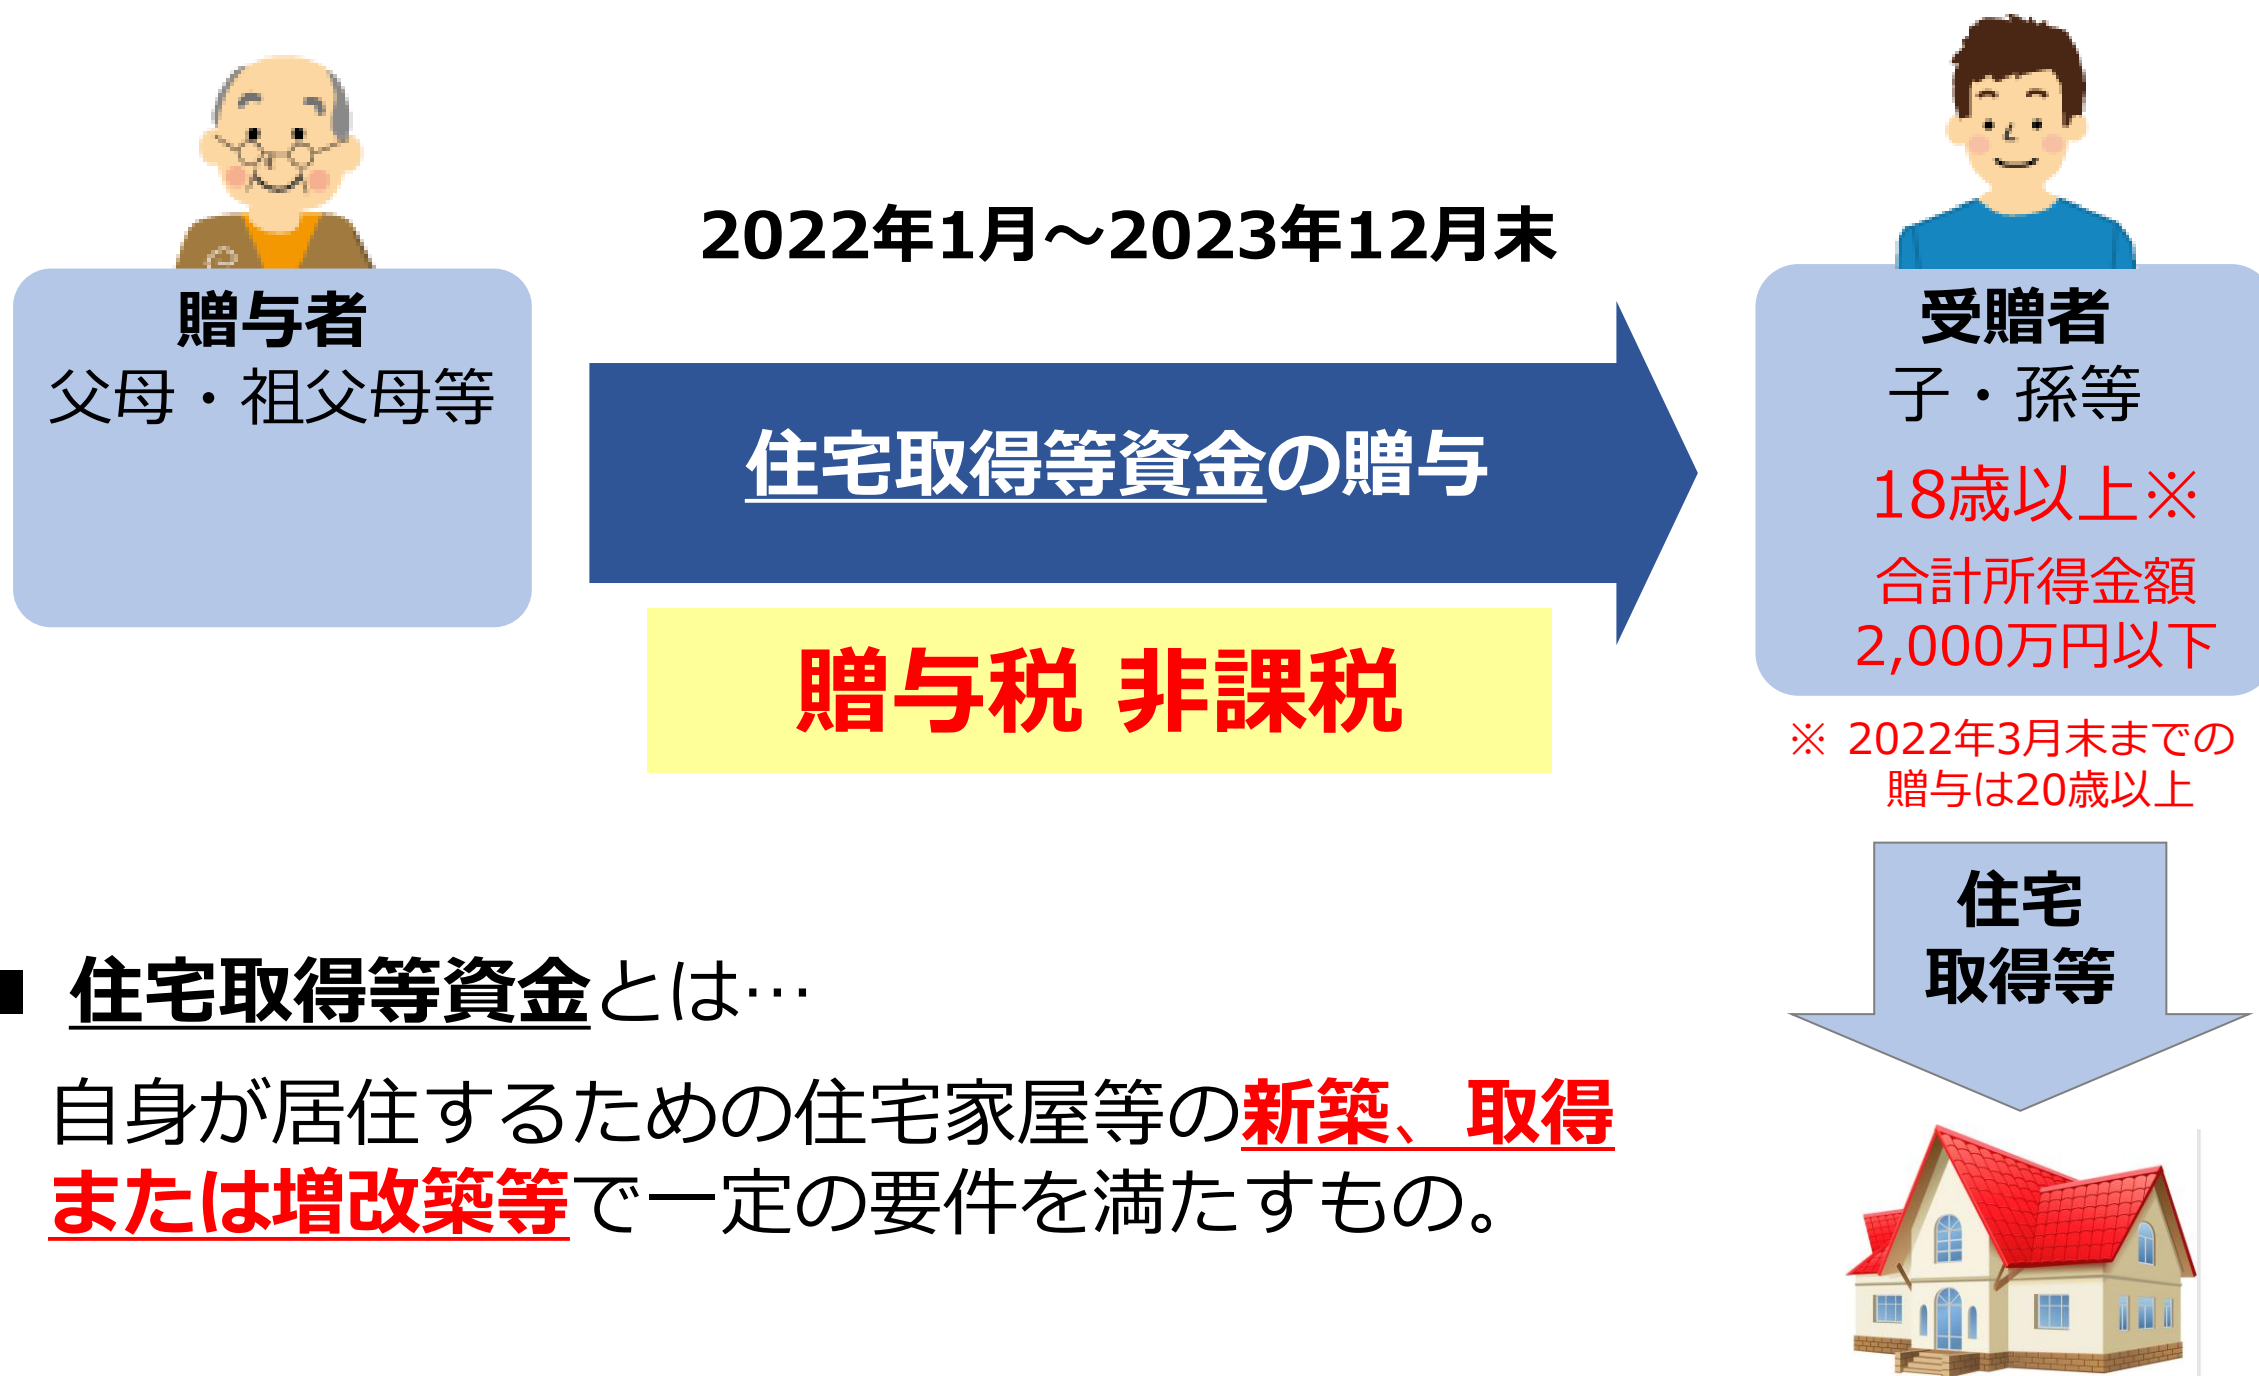 2022年1月～2023年12月末
贈与者
父母・祖父母等
住宅取得等資金の贈与
贈与税 非課税
受贈者
子・孫等
18歳以上※
合計所得金額
2,000万円以下
※ 2022年3月末までの
贈与は20歳以上
住宅
取得等
■ 住宅取得等資金とは…
自身が居住するための住宅家屋等の新築、取得
または増改築等で一定の要件を満たすもの。